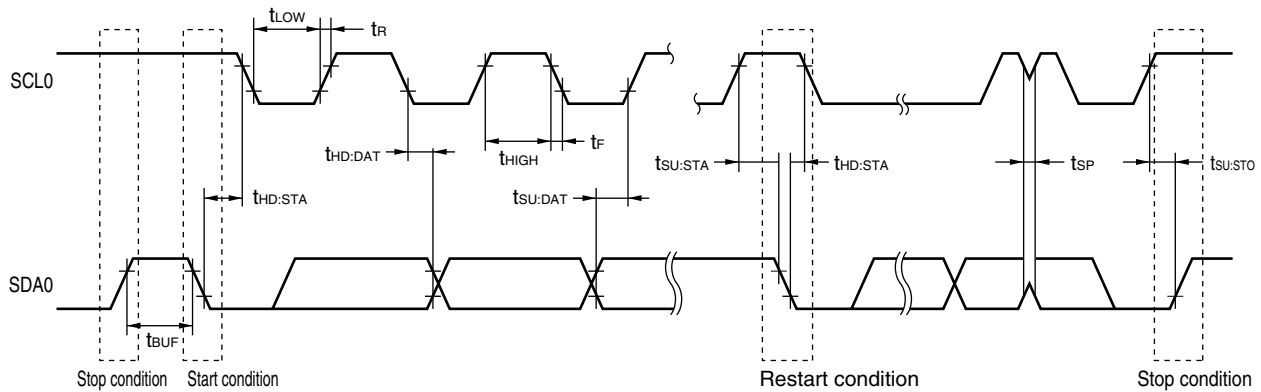 tLOW
tR
SCL0
tHD:DAT
tHIGH
tF
tSU:STA
tHD:STA
tSP
tSU:STO
tHD:STA
tSU:DAT
SDA0
tBUF
Stop condition
Start condition
Restart condition
Stop condition